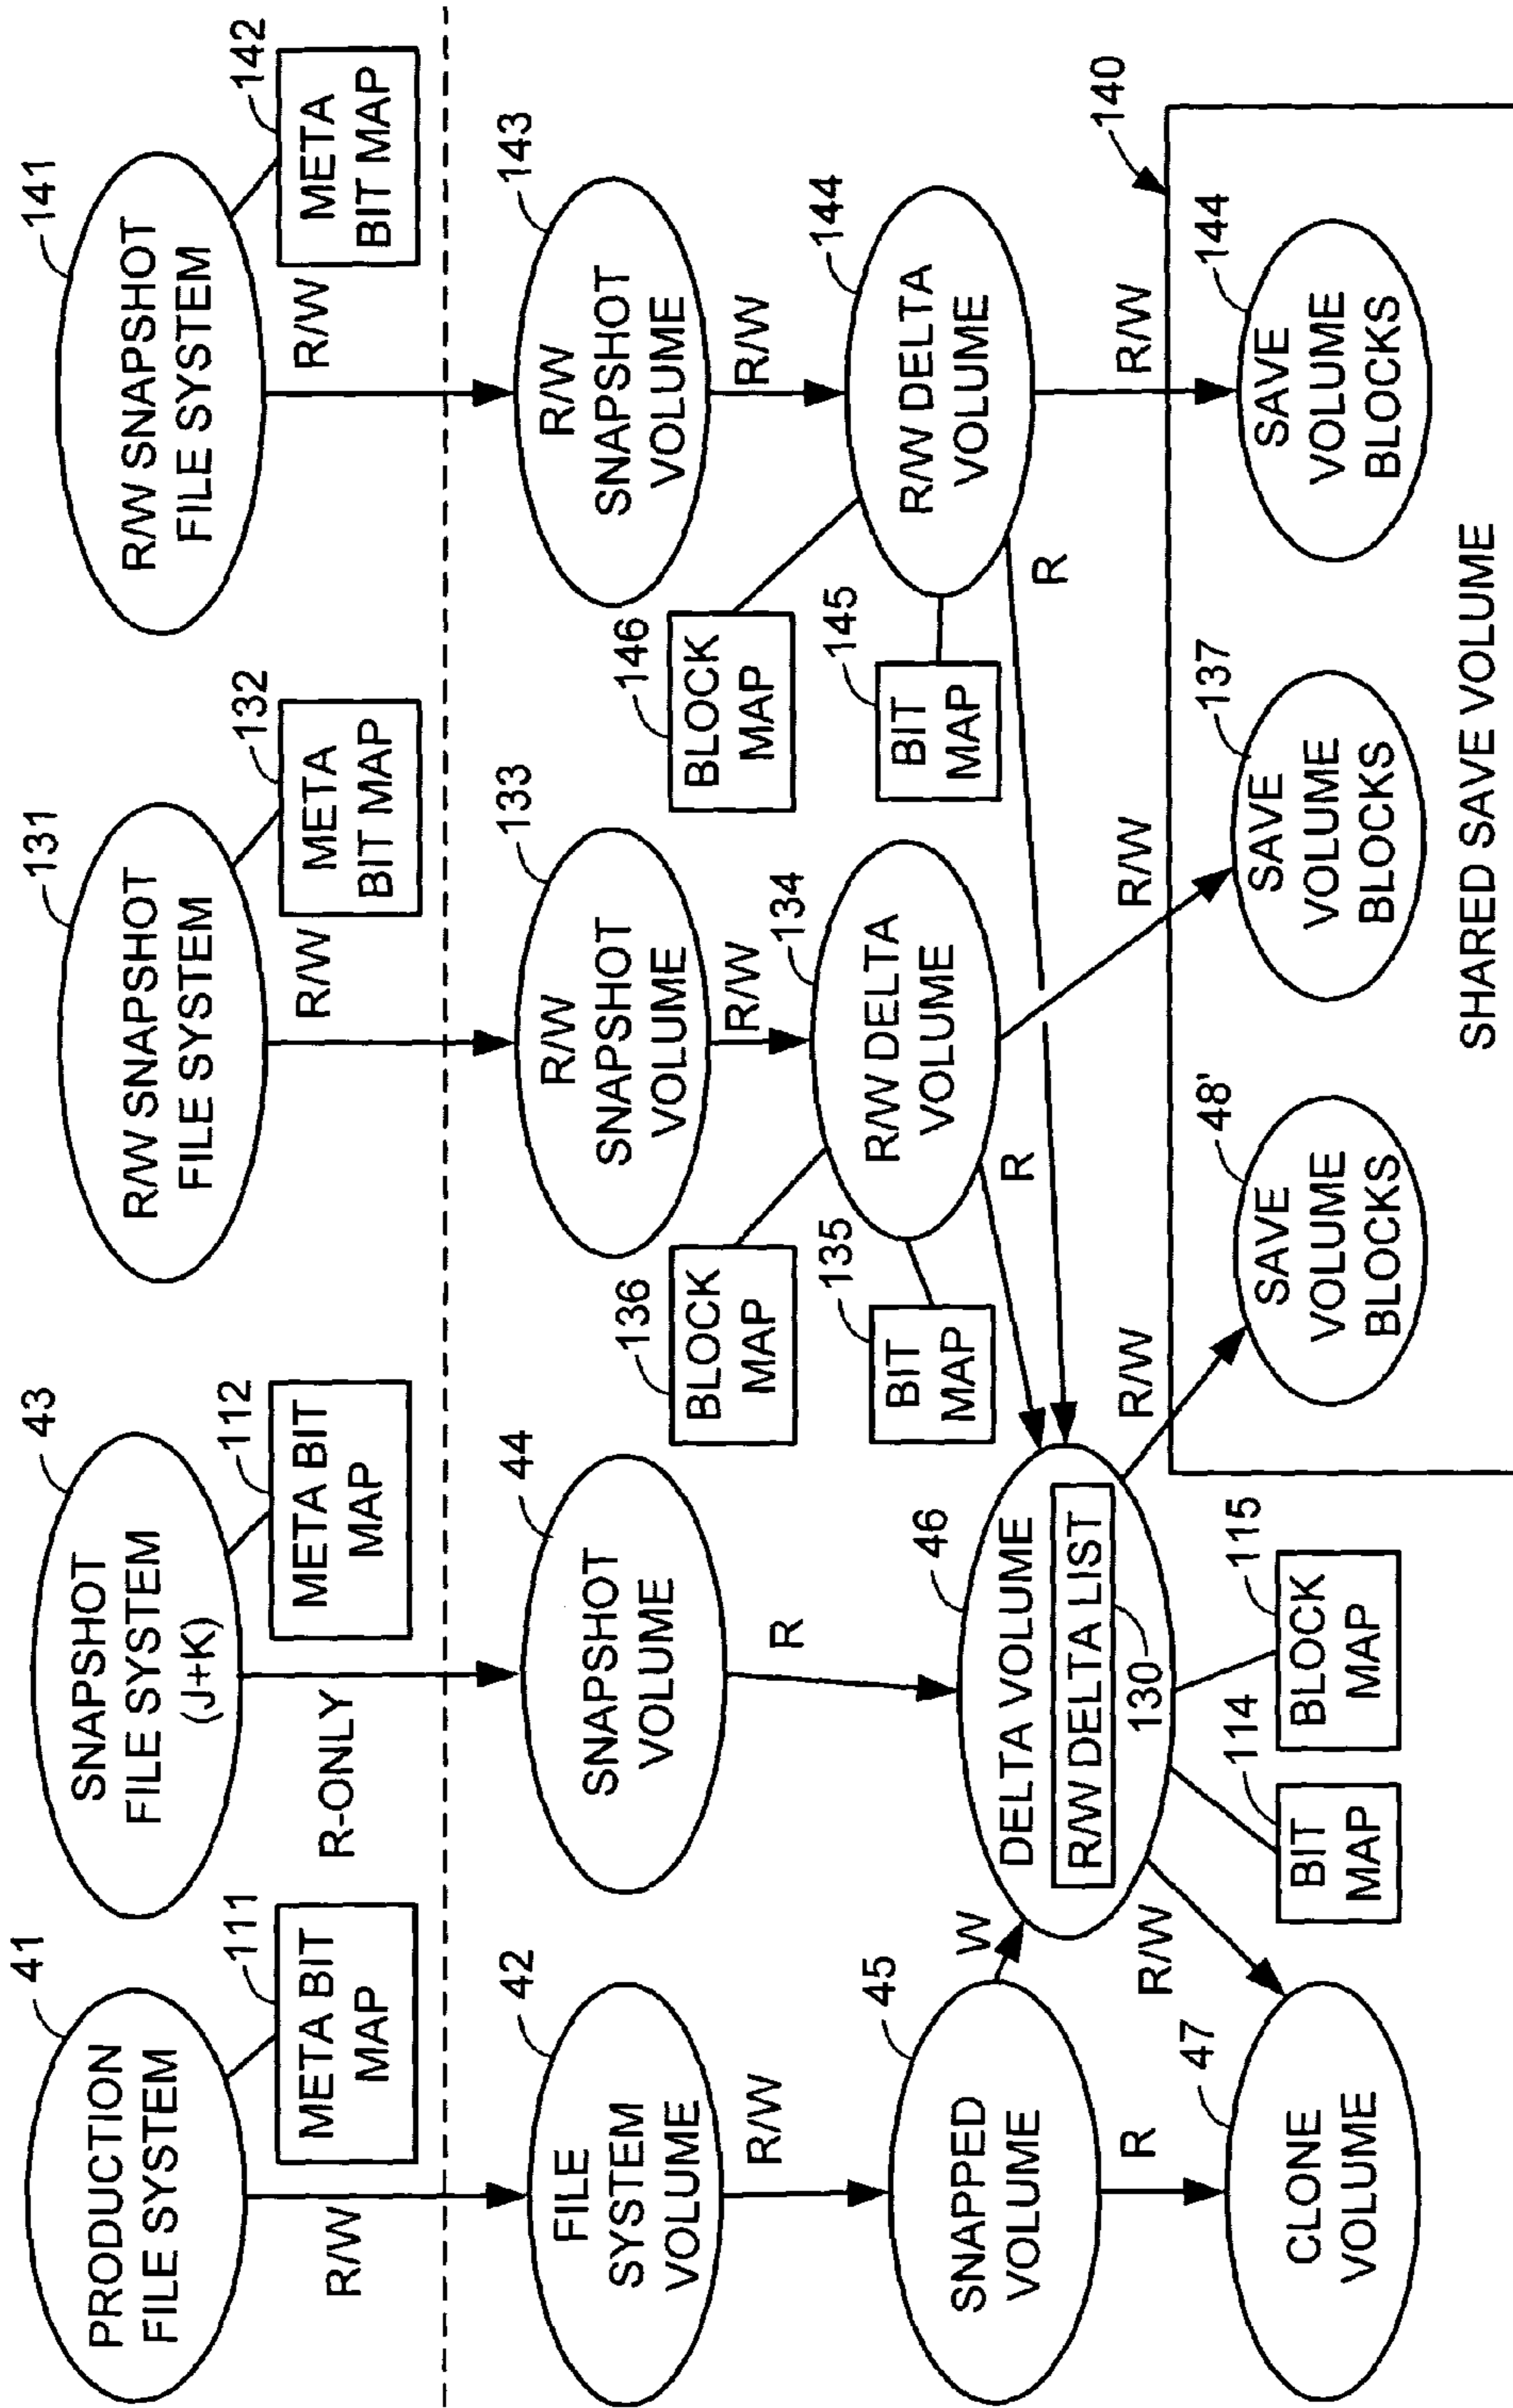 41
PRODUCTION
FILE SYSTEM
111
META BIT
MAP
R/W
43
SNAPSHOT
FILE SYSTEM
(J+K)
112
META BIT
MAP
R-ONLY
131
R/W SNAPSHOT
FILE SYSTEM
132
META
BIT MAP
R/W
141
R/W SNAPSHOT
FILE SYSTEM
142
META
BIT MAP
R/W
42
FILE
SYSTEM
VOLUME
R/W
44
SNAPSHOT
VOLUME
R
133
R/W
SNAPSHOT
VOLUME
R/W
143
R/W
SNAPSHOT
VOLUME
R/W
136
BLOCK
MAP
146
BLOCK
MAP
45
SNAPPED
VOLUME
W
R
46
DELTA VOLUME
R/W DELTA LIST
130
R/W
135
BIT
MAP
134
R/W DELTA
VOLUME
R
R/W
145
BIT
MAP
144
R/W DELTA
VOLUME
R
R/W
R/W
47
CLONE
VOLUME
114
BIT
MAP
115
BLOCK
MAP
140
48'
SAVE
VOLUME
BLOCKS
137
SAVE
VOLUME
BLOCKS
144
SAVE
VOLUME
BLOCKS
SHARED SAVE VOLUME